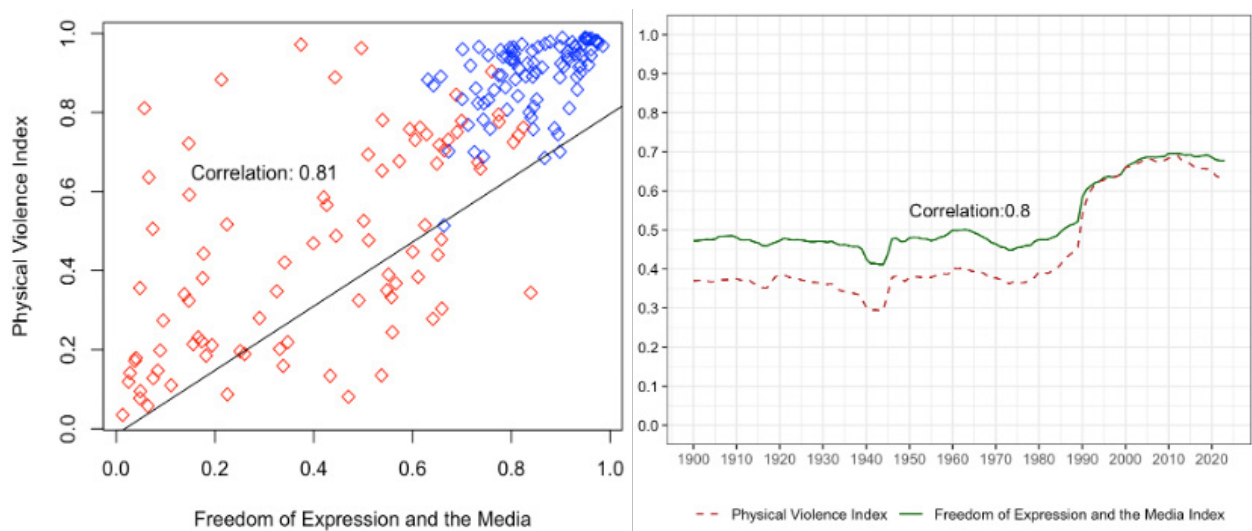 Physical Violence Index
1.0
0.8
0.6
0.4
0.2
0.0
Correlation: 0.81
0.0 0.2 0.4 0.6 0.8 1.0
Freedom of Expression and the Media
1.0
0.9
0.8
0.7
0.6
0.5
0.4
0.3
0.2
0.1
0.0
Correlation:0.8
1900 1910 1920 1930 1940 1950 1960 1970 1980 1990 2000 2010 2020
Physical Violence Index Freedom of Expression and the Media Index